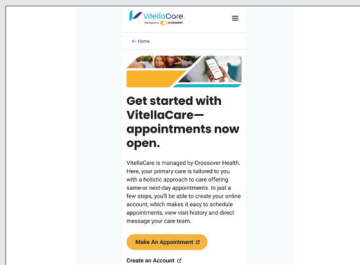 VitellaCare.
Managed by CROSSOVER
← Home
Get started with
VitellaCare—
appointments now
open.
VitellaCare is managed by Crossover Health.
Here, your primary care is tailored to you
with a holistic approach to care offering
same-or next-day appointments. In just a
few steps, you'll be able to create your online
account, which makes it easy to schedule
appointments, view visit history and direct
message your care team.
Make An Appointment
Create an Account